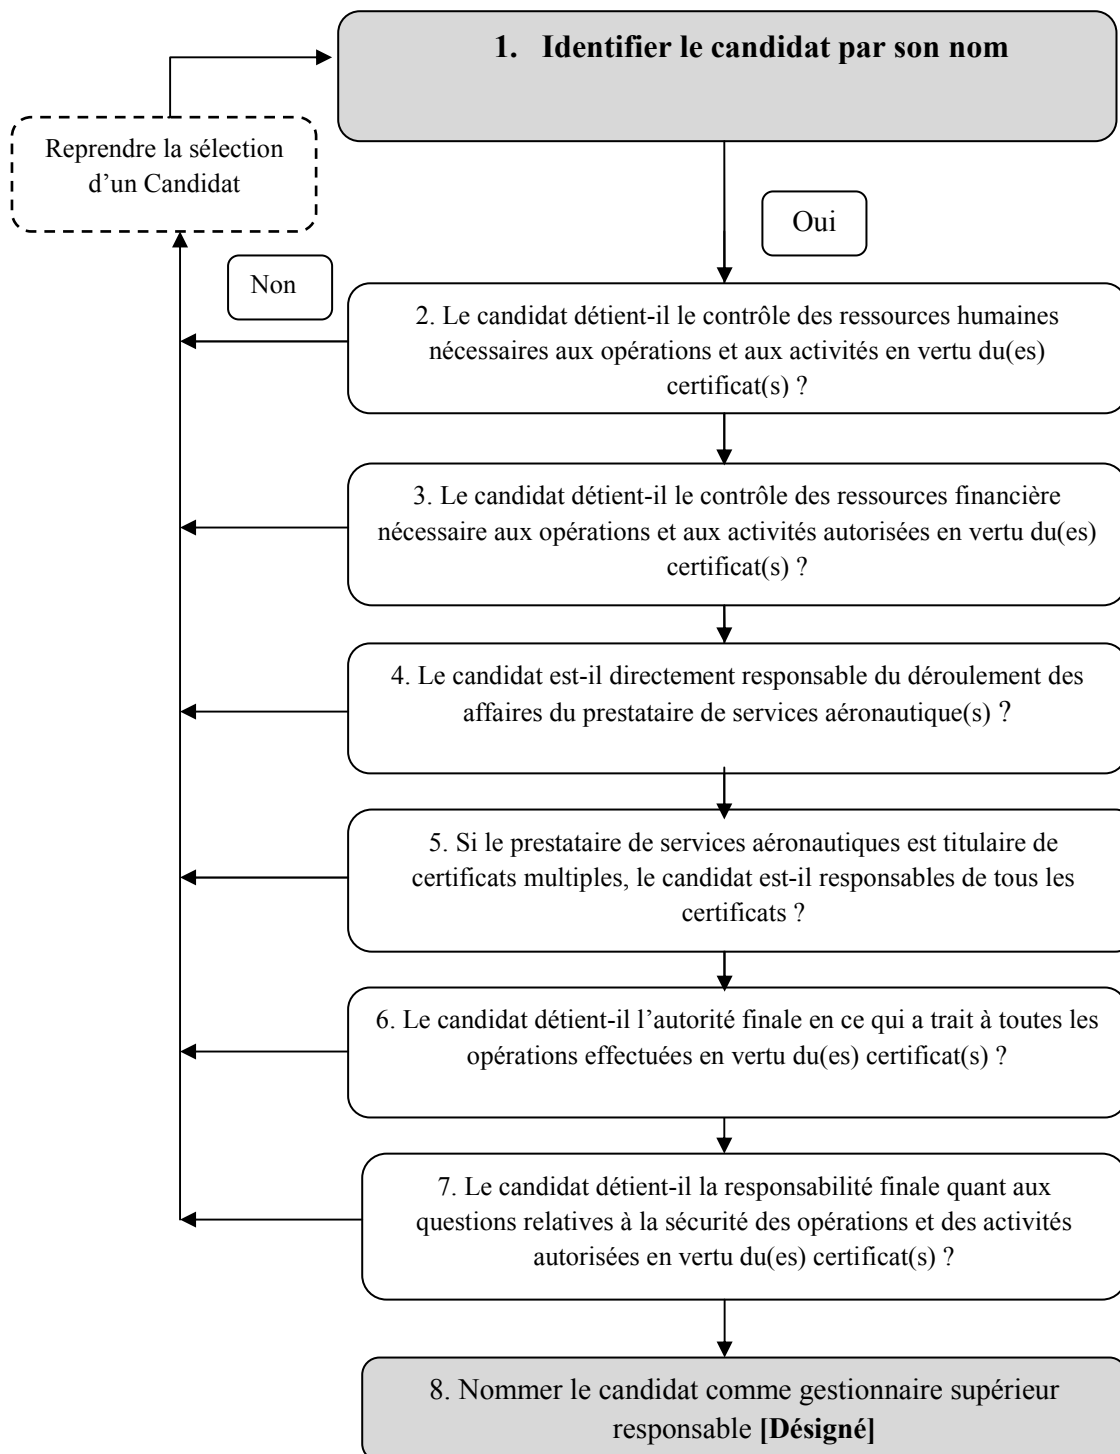 1. Identifier le candidat par son nom
Reprendre la sélection
d’un Candidat
Oui
Non
2. Le candidat détient-il le contrôle des ressources humaines
nécessaires aux opérations et aux activités en vertu du(es)
certificat(s) ?
3. Le candidat détient-il le contrôle des ressources financière
nécessaire aux opérations et aux activités autorisées en vertu du(es)
certificat(s) ?
4. Le candidat est-il directement responsable du déroulement des
affaires du prestataire de services aéronautique(s) ?
5. Si le prestataire de services aéronautiques est titulaire de
certificats multiples, le candidat est-il responsables de tous les
certificats ?
6. Le candidat détient-il l’autorité finale en ce qui a trait à toutes les
opérations effectuées en vertu du(es) certificat(s) ?
7. Le candidat détient-il la responsabilité finale quant aux
questions relatives à la sécurité des opérations et des activités
autorisées en vertu du(es) certificat(s) ?
8. Nommer le candidat comme gestionnaire supérieur
responsable [Désigné]